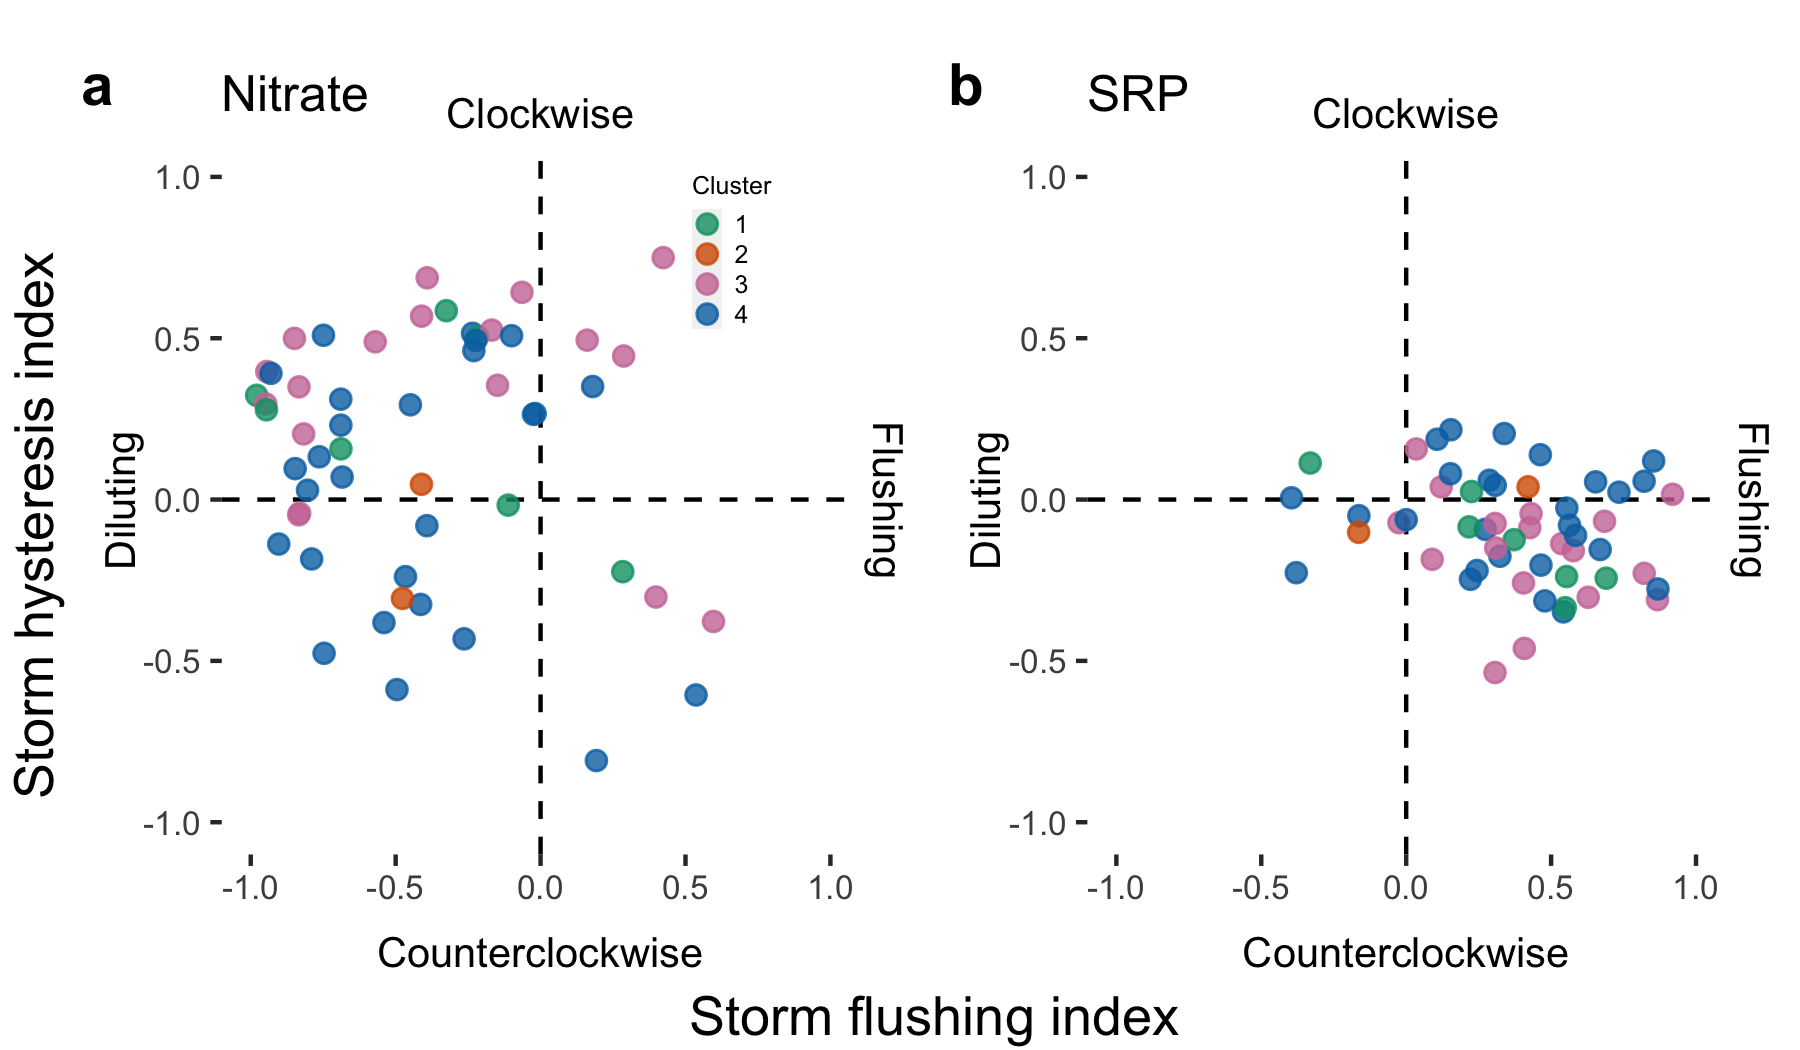 a
Nitrate
Clockwise
b
SRP
Clockwise
Storm hysteresis index
1.0
0.5
0.0
-0.5
-1.0
Diluting
Cluster
1
2
3
4
Flushing
-1.0
-0.5
0.0
0.5
1.0
Counterclockwise
1.0
0.5
0.0
-0.5
-1.0
Diluting
Flushing
-1.0
-0.5
0.0
0.5
1.0
Counterclockwise
Storm flushing index